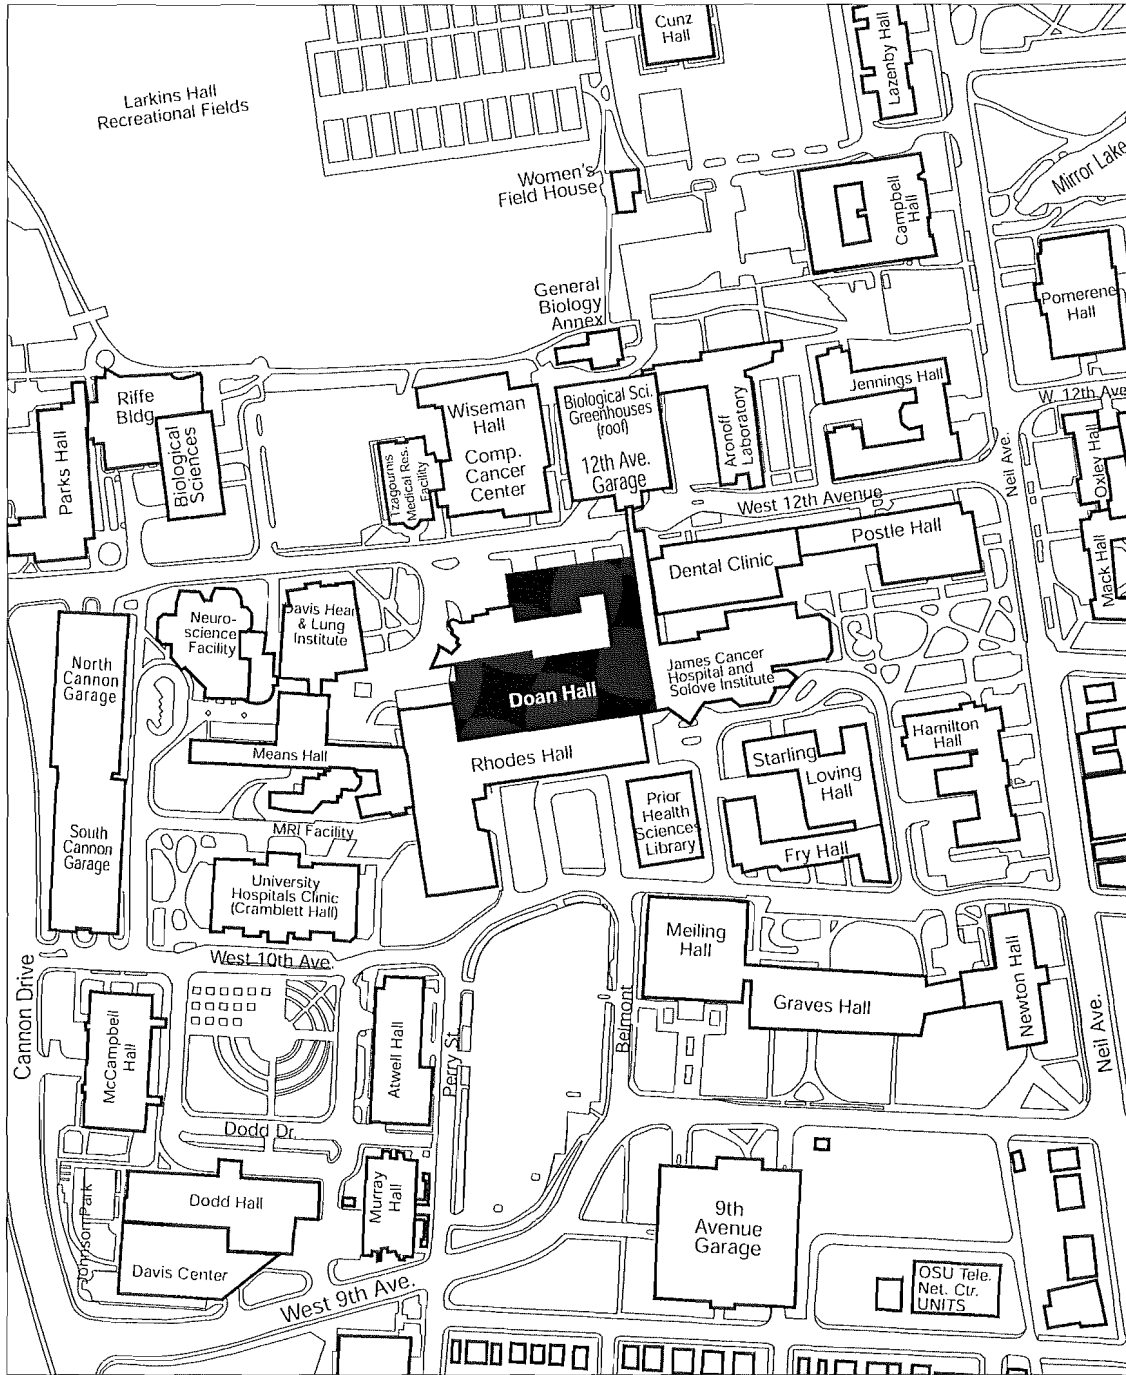 Cunz
Hall
Lazenby Hall
Larkins Hall
Recreational Fields
Women's
Field House
Mirror Lake
Campbell
Hall
General
Biology
Annex
Pomerene
Hall
Riffe
Bldg.
Parks Hall
Biological
Sciences
Wiseman
Hall
Comp.
Cancer
Center
Tzagournis
Medical Res.
Facility
Biological Sci.
Greenhouses
(roof)
12th Ave.
Garage
Aronoff
Laboratory
Jennings Hall
W. 12th Ave
Neil Ave.
Oxley Hall
Mack Hall
West 12th Avenue
Postle Hall
Dental Clinic
Neuro-
science
Facility
Davis Heart
& Lung
Institute
North
Cannon
Garage
James Cancer
Hospital and
Solove Institute
Doan Hall
Means Hall
Rhodes Hall
Starling
Loving
Hall
Hamilton
Hall
Prior
Health
Sciences
Library
MRI Facility
South
Cannon
Garage
Fry Hall
University
Hospitals Clinic
(Cramblett Hall)
West 10th Ave.
Meiling
Hall
Graves Hall
Newton Hall
Cannon Drive
McCampbell
Hall
Atwell Hall
Perry St.
Belmont
Neil Ave.
Dodd Dr.
Johnson Park
Dodd Hall
Murray
Hall
Davis Center
West 9th Ave.
9th
Avenue
Garage
OSU Tele.
Net. Ctr.
UNITS